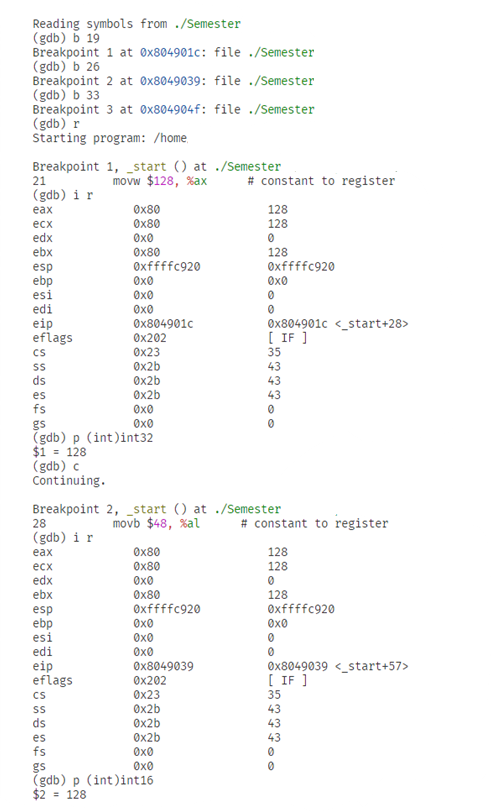 Reading symbols from ./Semester
(gdb) b 19
Breakpoint 1 at 0x804901c: file ./Semester
(gdb) b 26
Breakpoint 2 at 0x8049039: file ./Semester
(gdb) b 33
Breakpoint 3 at 0x804904f: file ./Semester
(gdb) r
Starting program: /home
Breakpoint 1, _start () at ./Semester
21 movw $128, %ax # constant to register
(gdb) i r
eax 0x80 128
ecx 0x80 128
edx 0x0 0
ebx 0x80 128
esp 0xffffc920 0xffffc920
ebp 0x0 0x0
esi 0x0 0
edi 0x0 0
eip 0x804901c 0x804901c <_start+28>
eflags 0x202 [ IF ]
cs 0x23 35
ss 0x2b 43
ds 0x2b 43
es 0x2b 43
fs 0x0 0
gs 0x0 0
(gdb) p (int)int32
$1 = 128
(gdb) c
Continuing.
Breakpoint 2, _start () at ./Semester
28 movb $48, %al # constant to register
(gdb) i r
eax 0x80 128
ecx 0x80 128
edx 0x0 0
ebx 0x80 128
esp 0xffffc920 0xffffc920
ebp 0x0 0x0
esi 0x0 0
edi 0x0 0
eip 0x8049039 0x8049039 <_start+57>
eflags 0x202 [ IF ]
cs 0x23 35
ss 0x2b 43
ds 0x2b 43
es 0x2b 43
fs 0x0 0
gs 0x0 0
(gdb) p (int)int16
$2 = 128